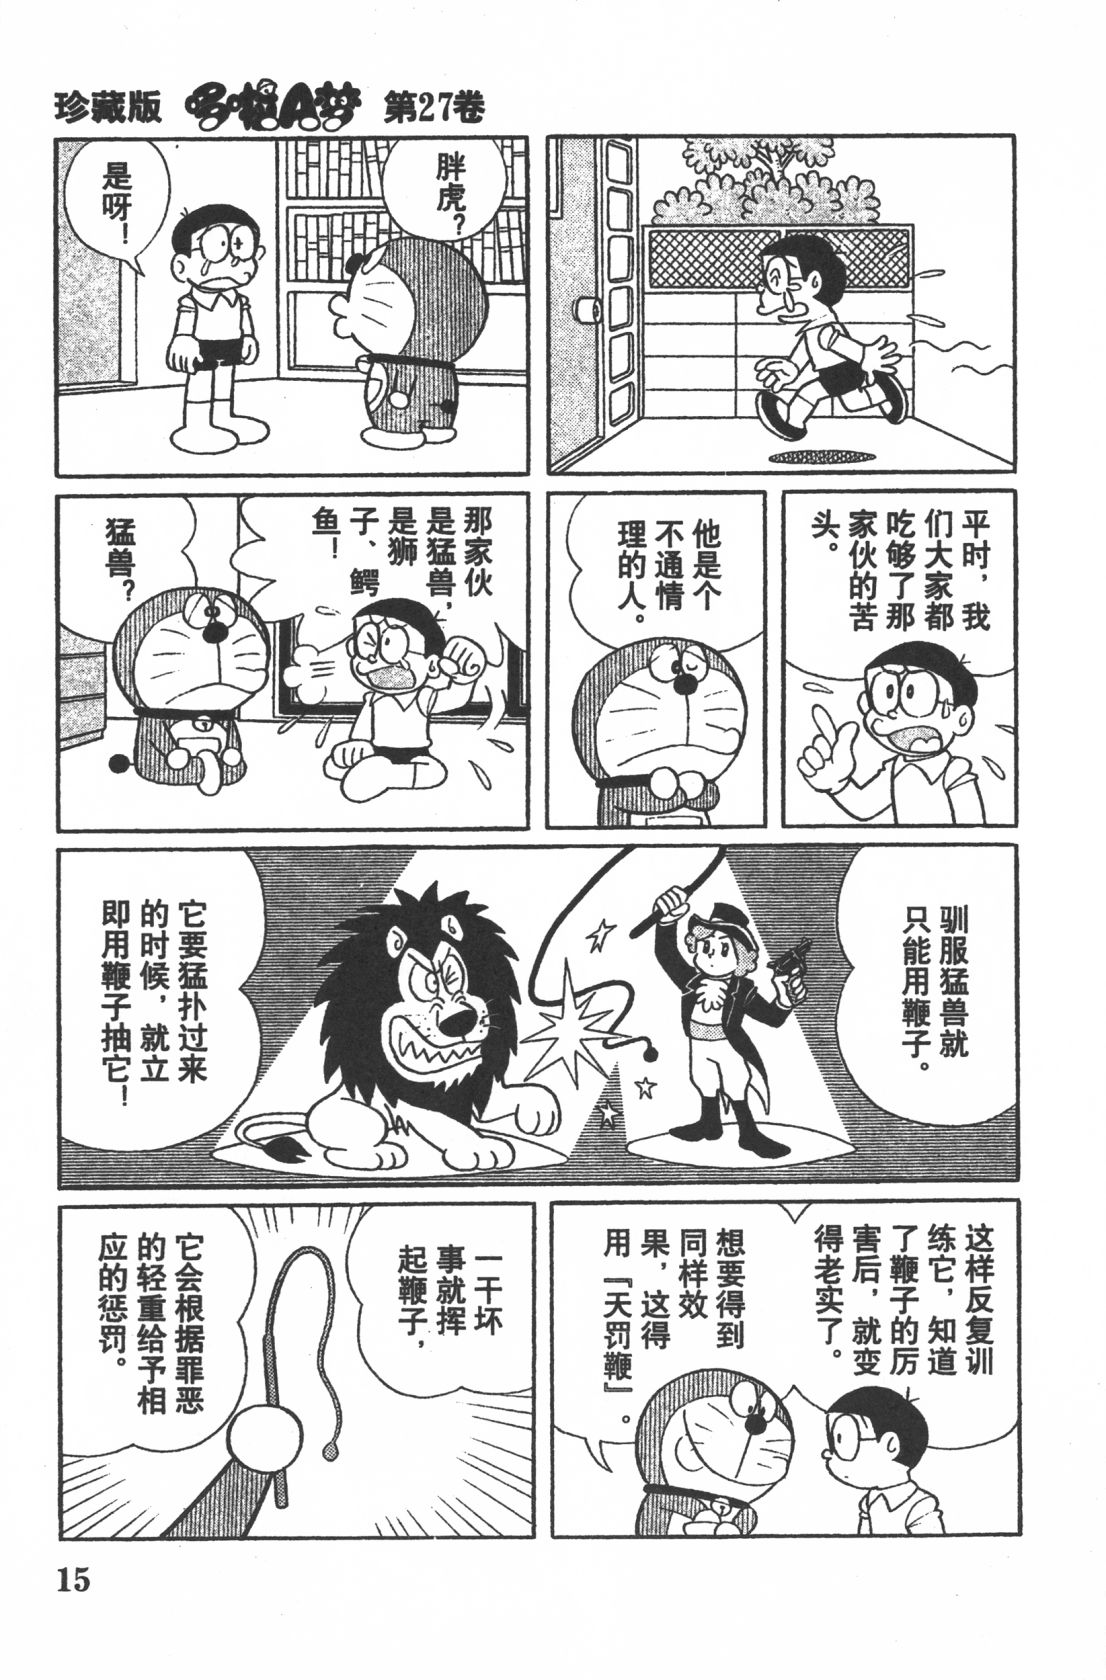 珍藏版 哆啦A梦 第27卷
胖虎？
是呀！
平时，我
们大家都
吃够了那
家伙的苦
头。
他是个
不通情
理的人。
那家伙
是猛兽，
是狮
子、鳄
鱼！
猛兽？
驯服猛兽就
只能用鞭子。
它要猛扑过来
的时候，就立
即用鞭子抽它！
这样反复训
练它，知道
了鞭子的厉
害后，就变
得老实了。
想要得到
同样效
果，这得
用『天罚鞭』。
一干坏
事就挥
起鞭子，
它会根据罪恶
的轻重给予相
应的惩罚。
15